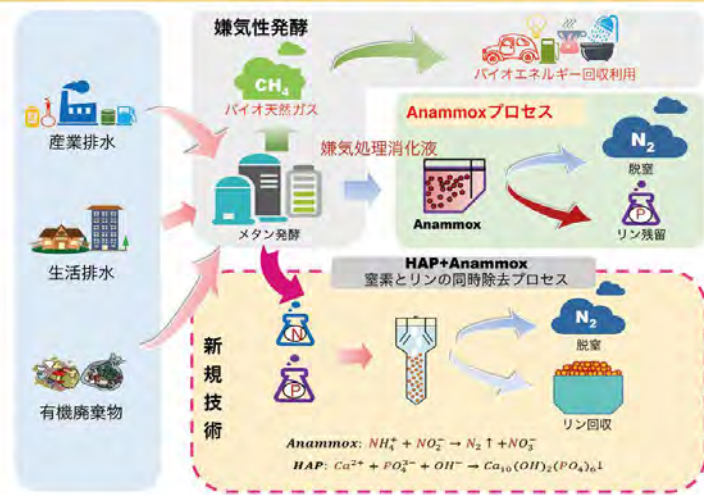 嫌気性発酵
CH₄
バイオ天然ガス
バイオエネルギー回収利用
産業排水
嫌気処理消化液
メタン発酵
Anammoxプロセス
Anammox
N₂
脱窒
P
リン残留
生活排水
有機廃棄物
HAP+Anammox
窒素とリンの同時除去プロセス
新規技術
N
P
N₂
脱窒
リン回収
Anammox: NH₄⁺ + NO₂⁻ → N₂ ↑ +NO₃⁻
HAP: Ca²⁺ + PO₄³⁻ + OH⁻ → Ca₁₀(OH)₂(PO₄)₆↓